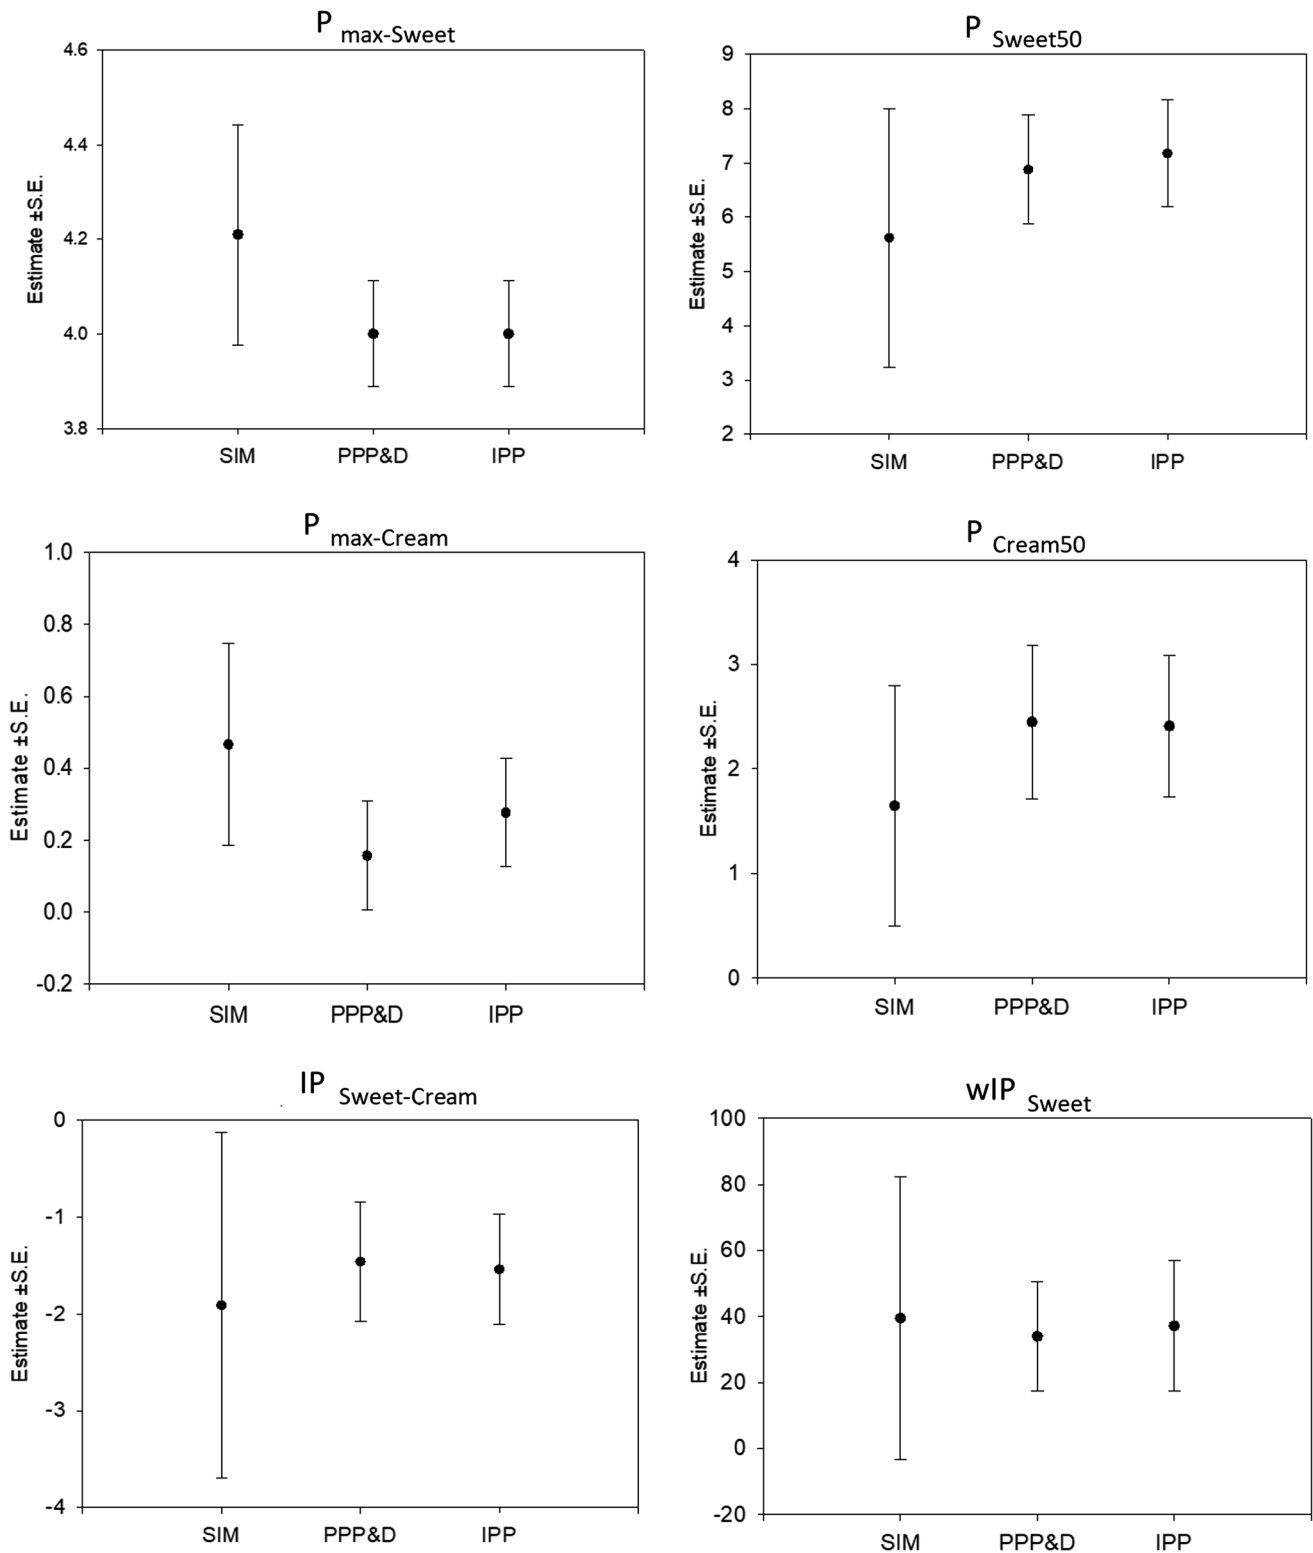 P max-Sweet
4.6
4.4
4.2
4.0
3.8
Estimate ±S.E.
SIM PPP&D IPP
P Sweet50
9
8
7
6
5
4
3
2
Estimate ±S.E.
SIM PPP&D IPP
P max-Cream
1.0
0.8
0.6
0.4
0.2
0.0
-0.2
Estimate ±S.E.
SIM PPP&D IPP
P Cream50
4
3
2
1
0
Estimate ±S.E.
SIM PPP&D IPP
IP Sweet-Cream
0
-1
-2
-3
-4
Estimate ±S.E.
SIM PPP&D IPP
wIP Sweet
100
80
60
40
20
0
-20
Estimate ±S.E.
SIM PPP&D IPP